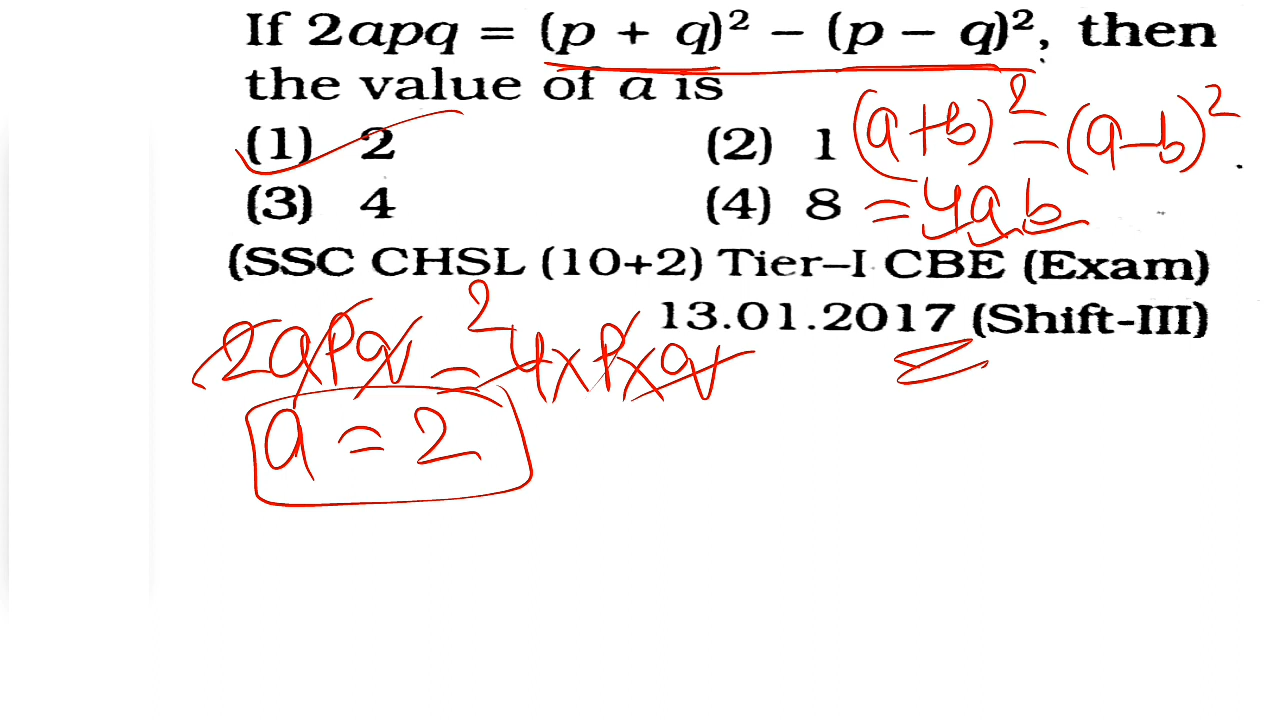 If 2apq = (p + q)² − (p − q)², then
the value of a is
(1) 2 (2) 1
(3) 4 (4) 8
(a+b)² − (a−b)²
= 4ab
(SSC CHSL (10+2) Tier–I CBE (Exam)
13.01.2017 (Shift-III)
2apq = 4×p×q 2
a = 2